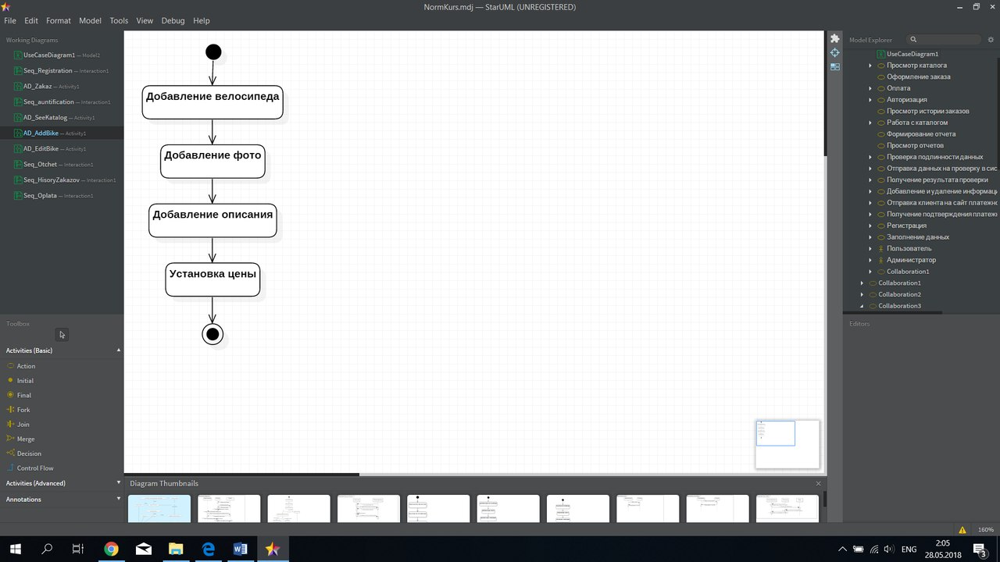 NormKurs.mdj — StarUML (UNREGISTERED)
File Edit Format Model Tools View Debug Help
Working Diagrams
UseCaseDiagram1 — Model2
Seq_Registration — Interaction1
AD_Zakaz — Activity1
Seq_auntification — Interaction1
AD_SeeKatalog — Activity1
AD_AddBike — Activity1
AD_EditBike — Activity1
Seq_Otchet — Interaction1
Seq_HisoryZakazov — Interaction1
Seq_Oplata — Interaction1
Toolbox
Activities (Basic)
Action
Initial
Final
Fork
Join
Merge
Decision
Control Flow
Activities (Advanced)
Annotations
Добавление велосипеда
Добавление фото
Добавление описания
Установка цены
Diagram Thumbnails
Model Explorer
UseCaseDiagram1
Просмотр каталога
Оформление заказа
Оплата
Авторизация
Просмотр истории заказов
Работа с каталогом
Формирование отчета
Просмотр отчетов
Проверка подлинности данных
Отправка данных на проверку в сис
Получение результата проверки
Добавление и удаление информац
Отправка клиента на сайт платежно
Получение подтверждения платеж
Регистрация
Заполнение данных
Пользователь
Администратор
Collaboration1
Collaboration1
Collaboration2
Collaboration3
Editors
160%
ENG
2:05
28.05.2018
3